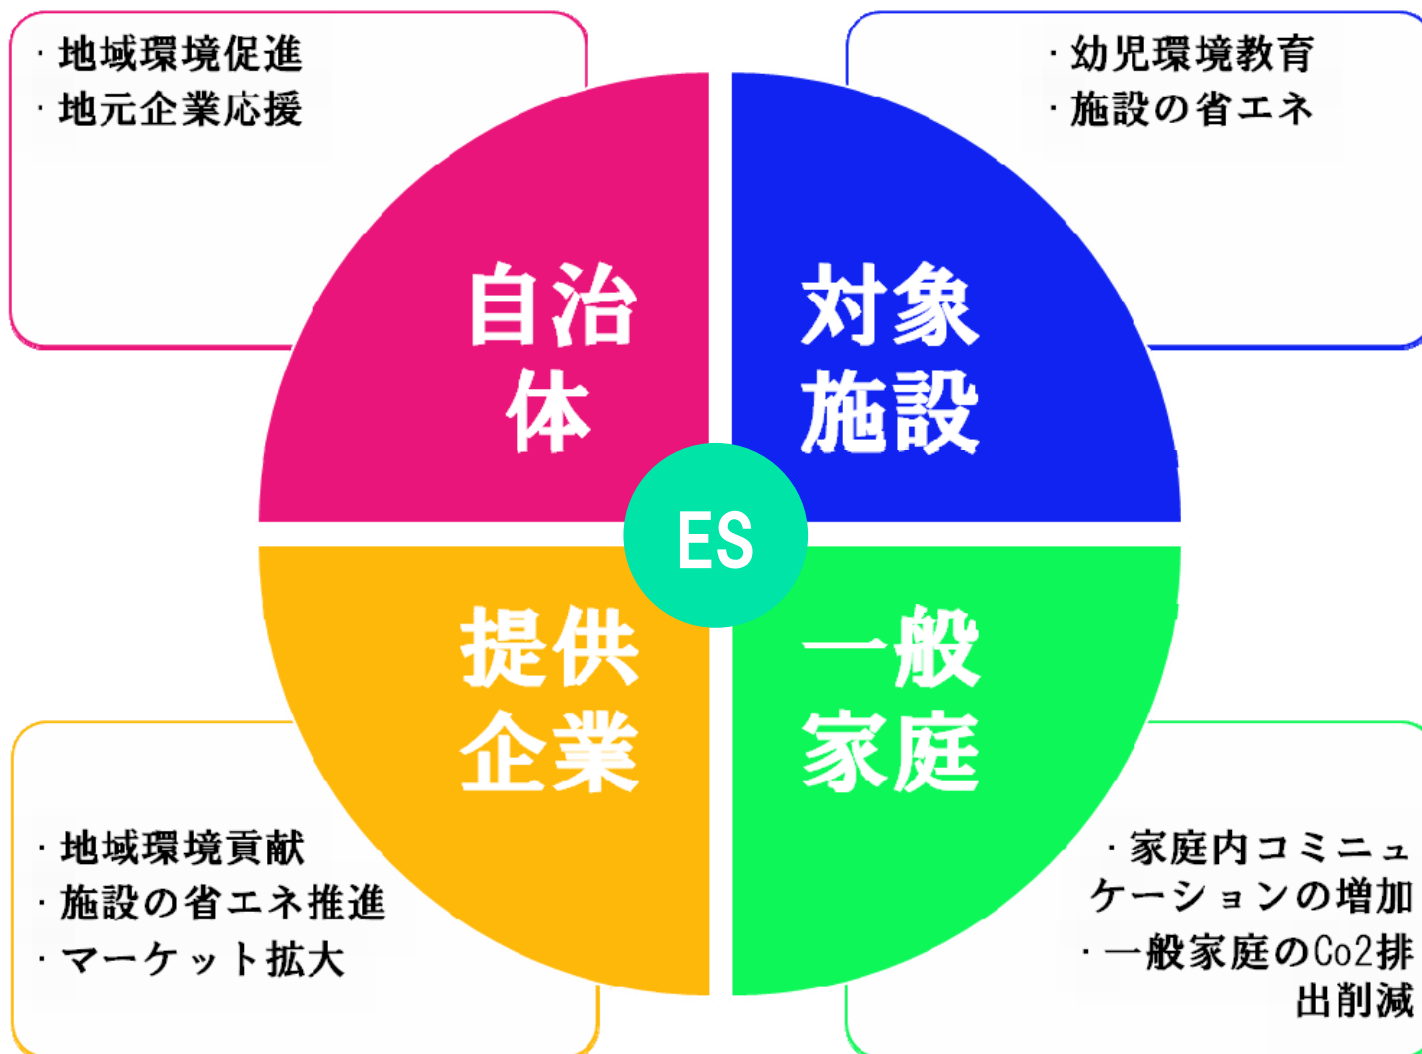 ・地域環境促進
・地元企業応援
・幼児環境教育
・施設の省エネ
自治
体
対象
施設
ES
提供
企業
一般
家庭
・地域環境貢献
・施設の省エネ推進
・マーケット拡大
・家庭内コミニュ
ケーションの増加
・一般家庭のCo2排
出削減